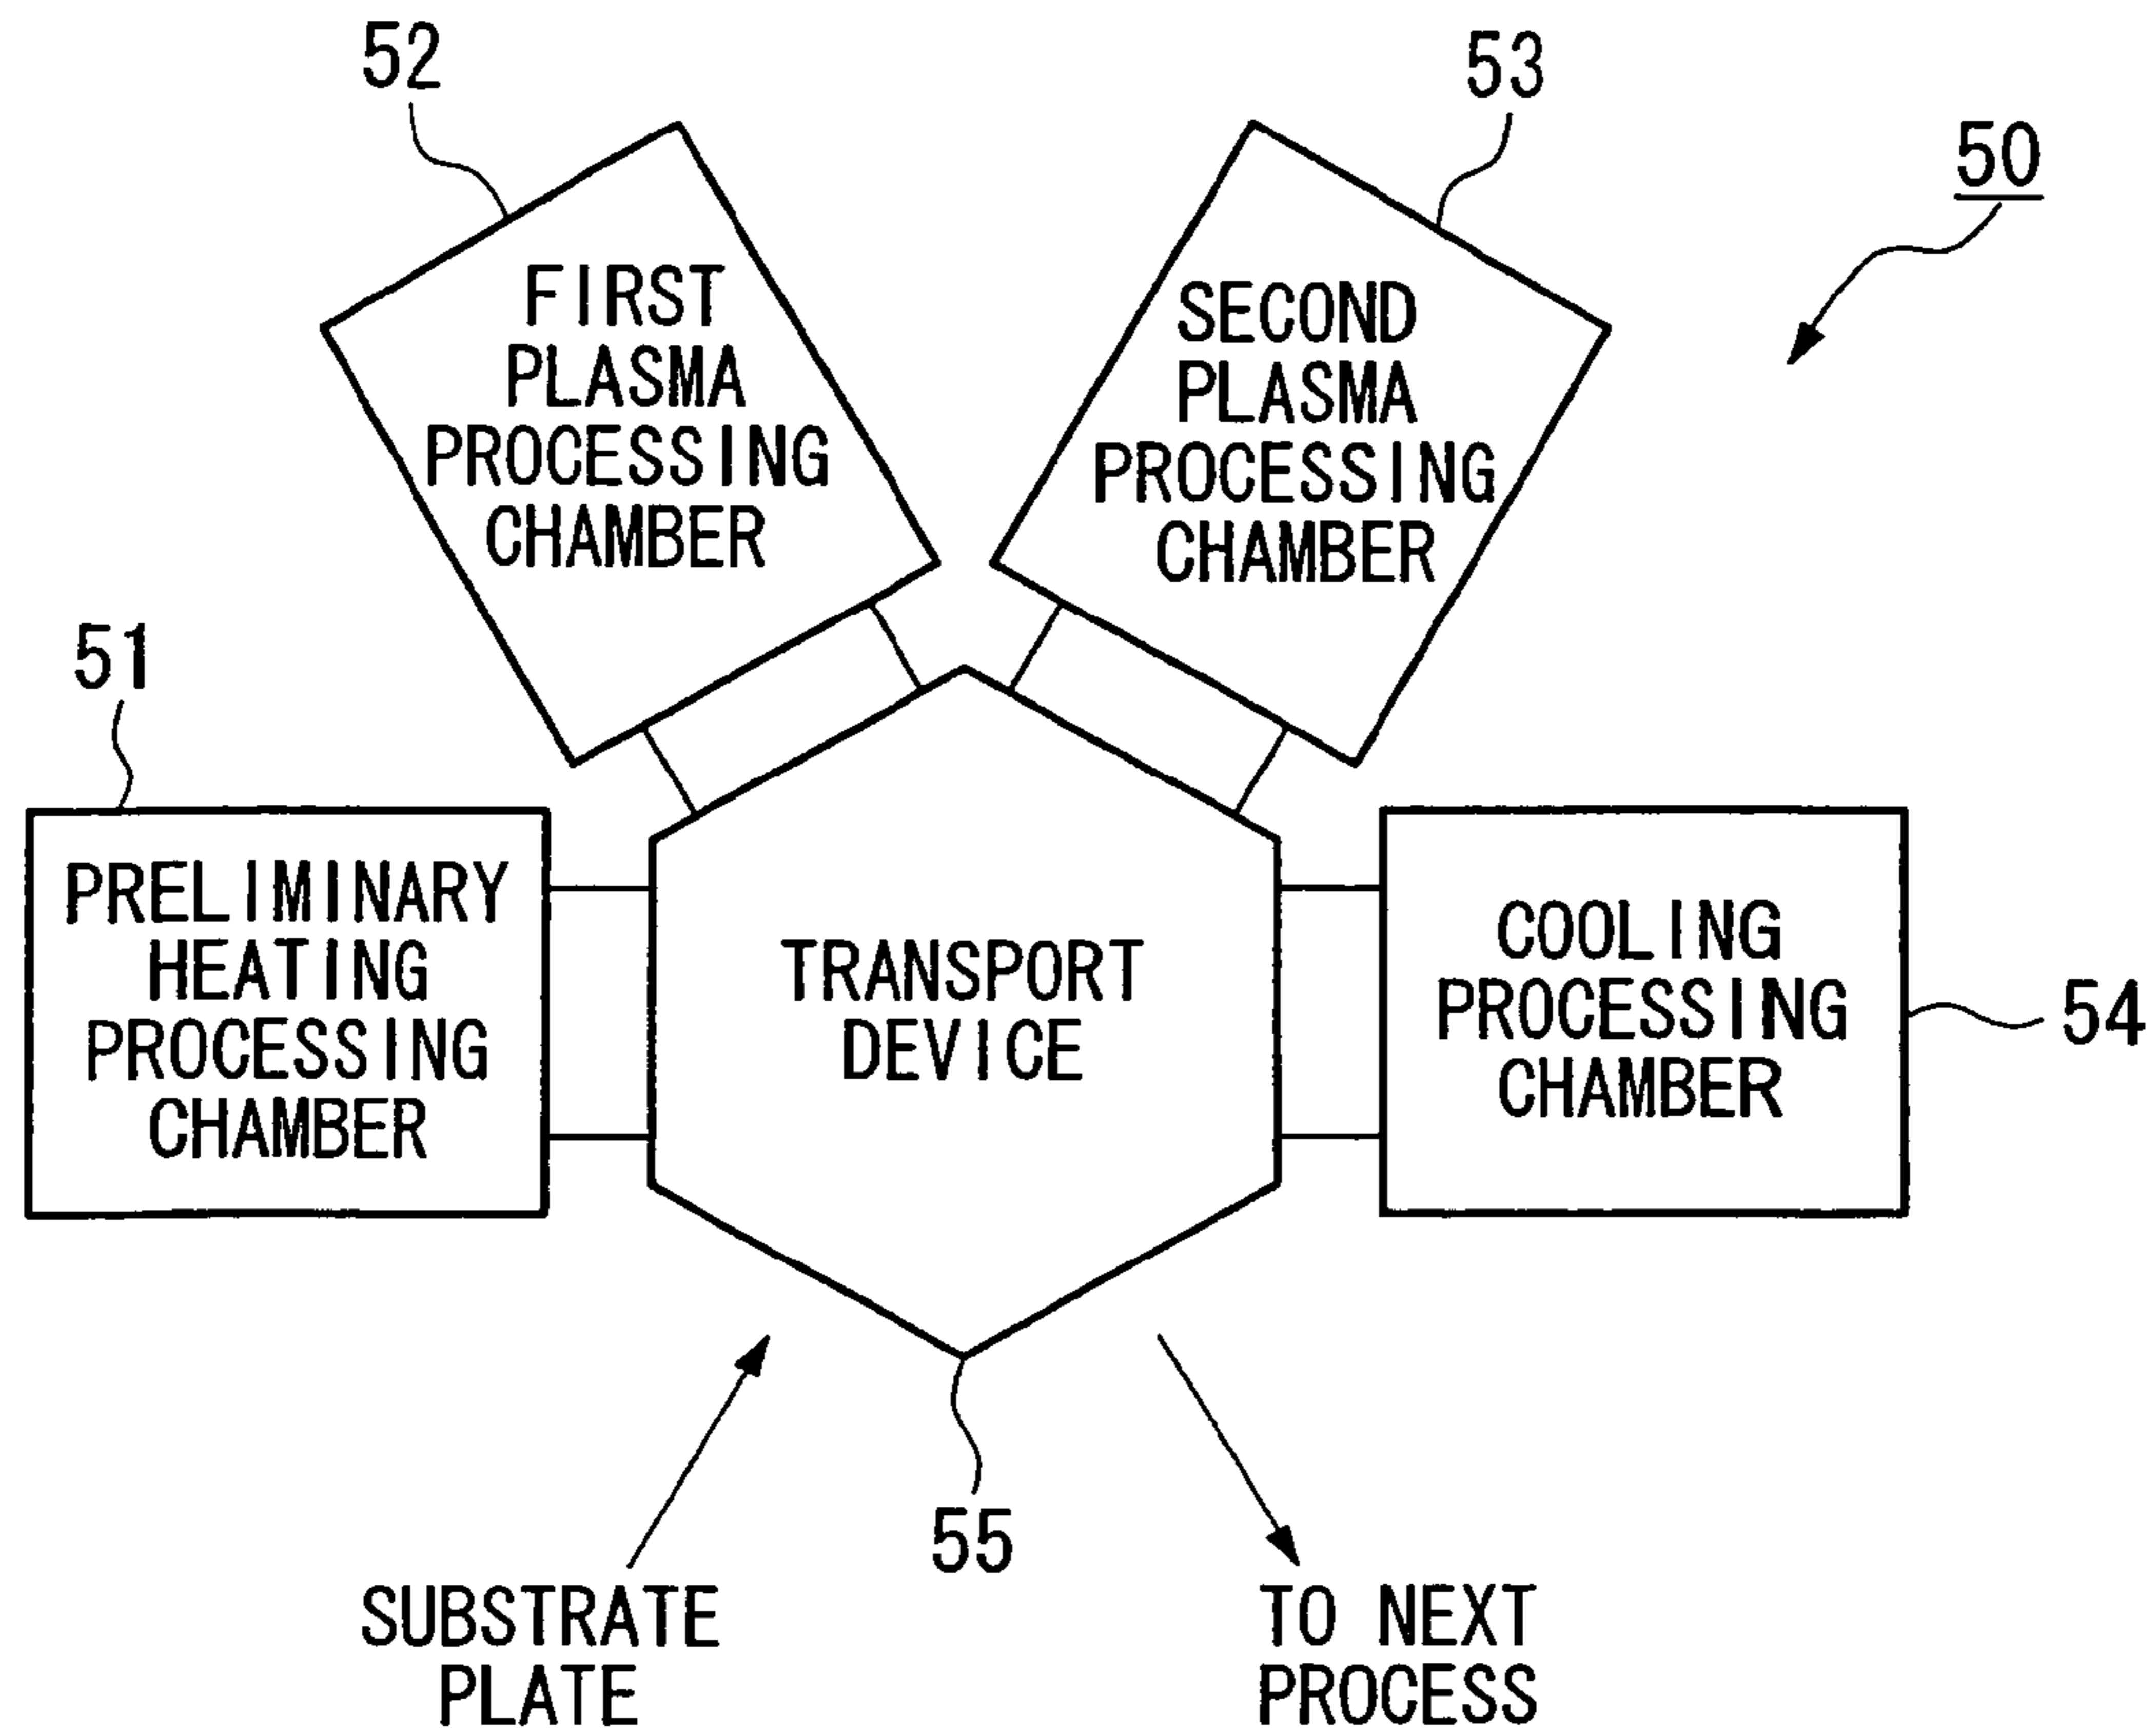 52
53
50
FIRST
PLASMA
PROCESSING
CHAMBER
SECOND
PLASMA
PROCESSING
CHAMBER
51
PRELIMINARY
HEATING
PROCESSING
CHAMBER
TRANSPORT
DEVICE
COOLING
PROCESSING
CHAMBER
54
55
SUBSTRATE
PLATE
TO NEXT
PROCESS